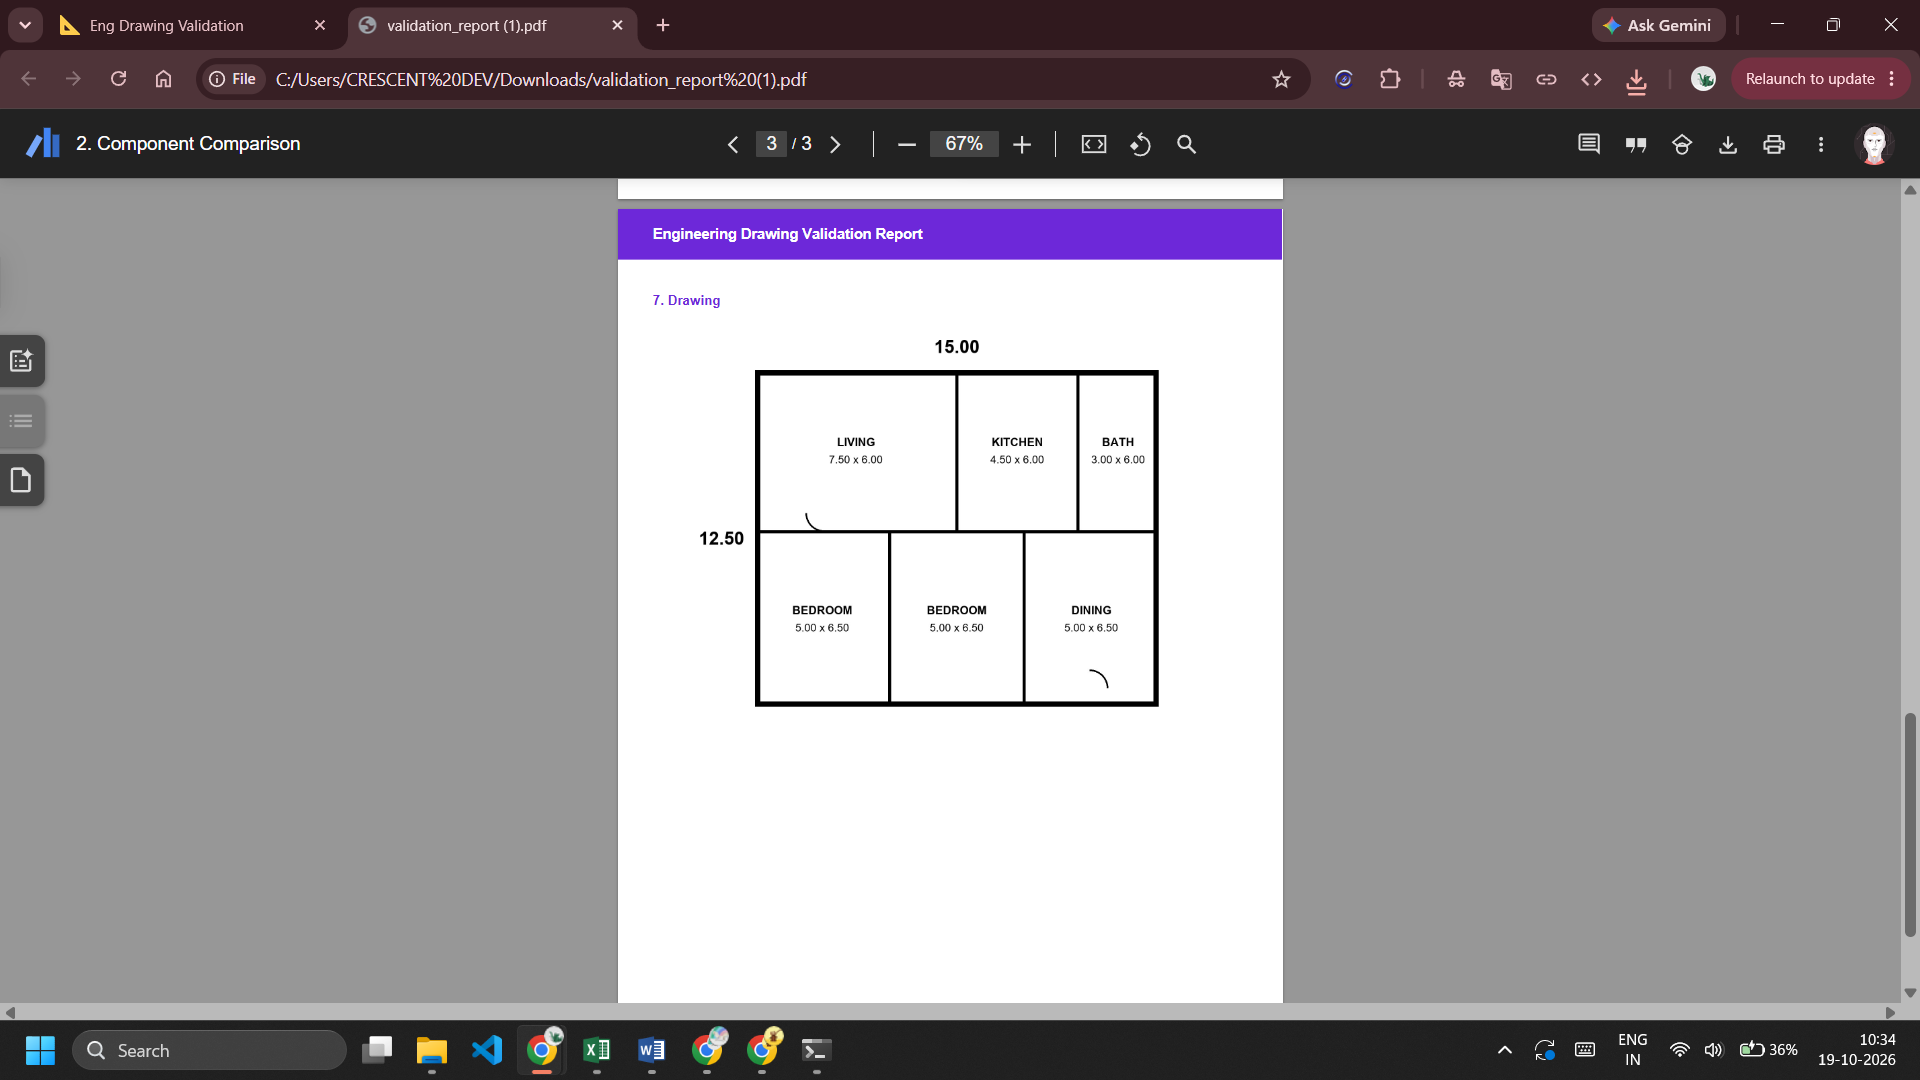 Eng Drawing Validation
validation_report (1).pdf
Ask Gemini
File
C:/Users/CRESCENT%20DEV/Downloads/validation_report%20(1).pdf
Relaunch to update
2. Component Comparison
3 / 3
67%
Engineering Drawing Validation Report
7. Drawing
15.00
LIVING
7.50 x 6.00
KITCHEN
4.50 x 6.00
BATH
3.00 x 6.00
12.50
BEDROOM
5.00 x 6.50
BEDROOM
5.00 x 6.50
DINING
5.00 x 6.50
Search
ENG
IN
36%
10:34
19-10-2026